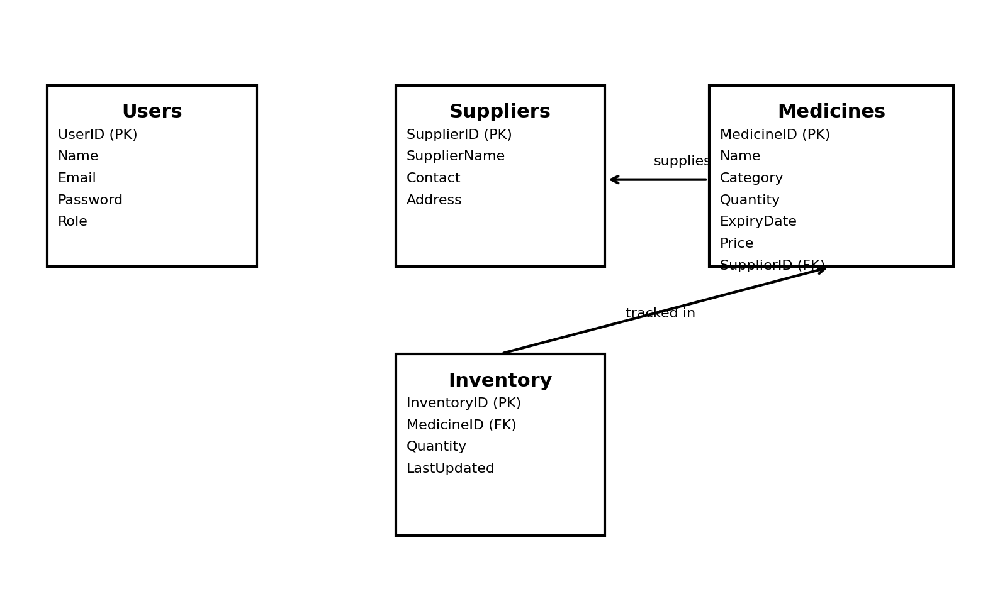 Users
UserID (PK)
Name
Email
Password
Role
Suppliers
SupplierID (PK)
SupplierName
Contact
Address
supplies
Medicines
MedicineID (PK)
Name
Category
Quantity
ExpiryDate
Price
SupplierID (FK)
tracked in
Inventory
InventoryID (PK)
MedicineID (FK)
Quantity
LastUpdated